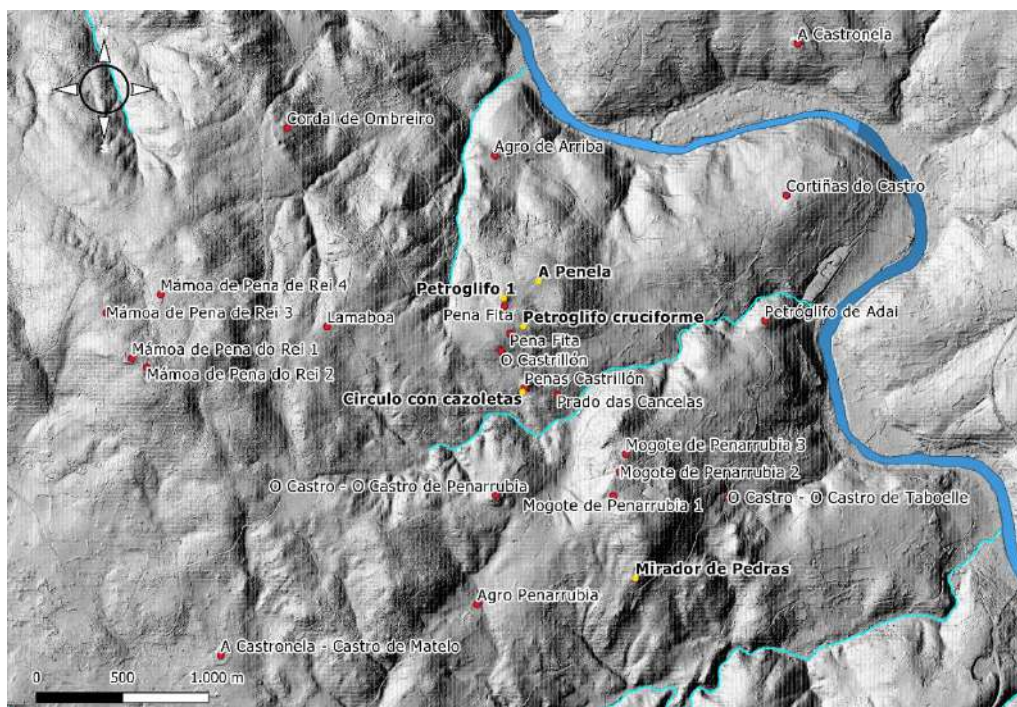 A Castronela
Cordal de Ombreiro
Agro de Arriba
Cortiñas do Castro
A Penela
Mámoa de Pena de Rei 4
Petroglifo 1
Mámoa de Pena de Rei 3
Pena Fita
Petróglifo de Adai
Lamaboa
Petroglifo cruciforme
Pena Fita
Mámoa de Pena do Rei 1
O Castrillón
Mámoa de Pena do Rei 2
Penas Castrillón
Circulo con cazoletas
Prado das Cancelas
Mogote de Penarrubia 3
Mogote de Penarrubia 2
O Castro - O Castro de Penarrubia
O Castro - O Castro de Taboelle
Mogote de Penarrubia 1
Mirador de Pedras
Agro Penarrubia
A Castronela - Castro de Matelo
0 500 1.000 m